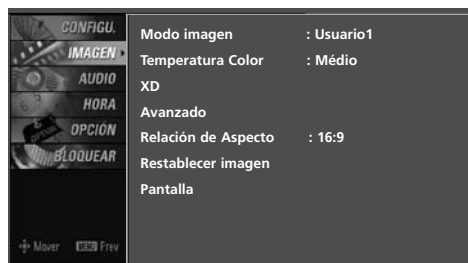 CONFIGU.
IMAGEN
AUDIO
HORA
OPCIÓN
BLOQUEAR
Mover MENU Prev
Modo imagen : Usuario1
Temperatura Color : Médio
XD
Avanzado
Relación de Aspecto : 16:9
Restablecer imagen
Pantalla